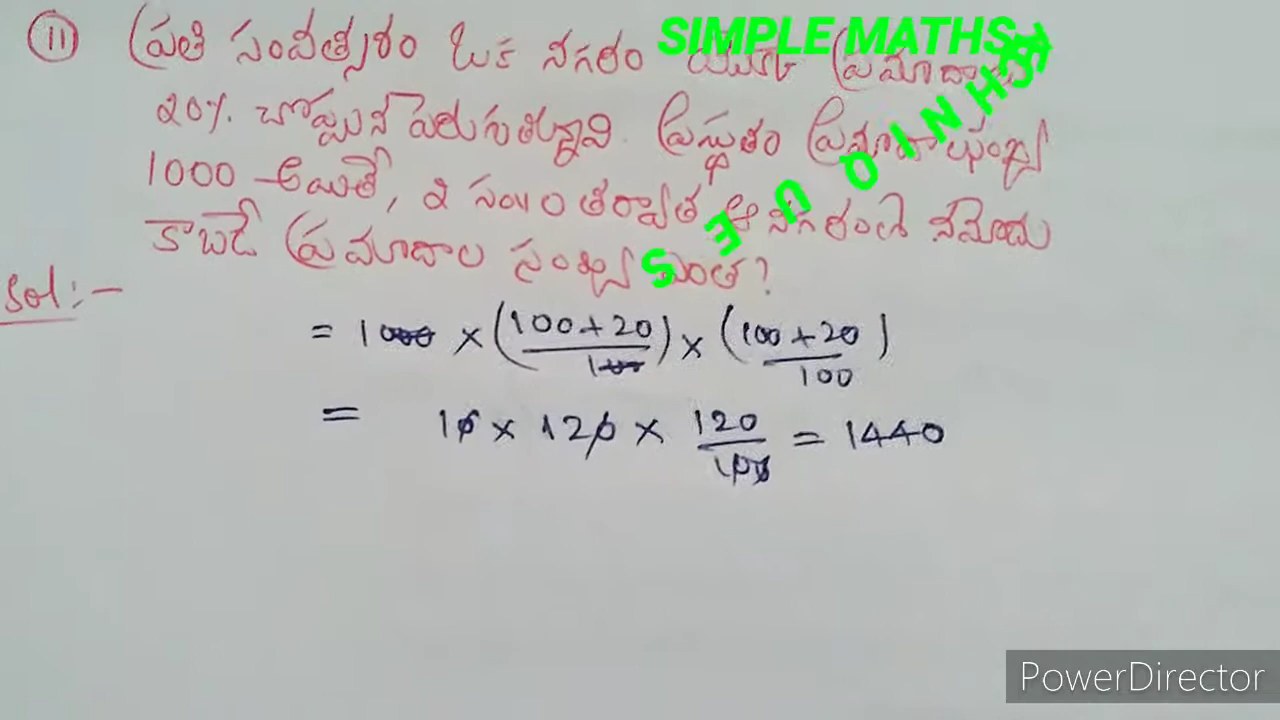 SIMPLE MATHS
11 ప్రతి సంవత్సరం ఒక నగరం యొక్క
20% చొప్పున పెరుగుతున్నావి. ప్రస్థుతం
1000 అయితే, 2 సం॥ల తర్వాత ఆ నగరంలో నమోదు
కాబడే ప్రమాదాల సంఖ్య ఎంత?
Sol:-
= 1000 × (100+20)/100 × (100+20)/100
= 10 × 120 × 120/100 = 1440
PowerDirector